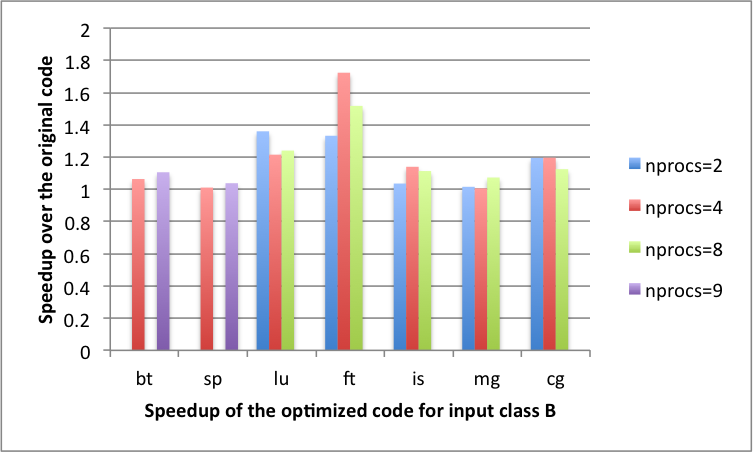 Speedup over the original code
2
1.8
1.6
1.4
1.2
1
0.8
0.6
0.4
0.2
0
bt sp lu ft is mg cg
Speedup of the optimized code for input class B
nprocs=2
nprocs=4
nprocs=8
nprocs=9